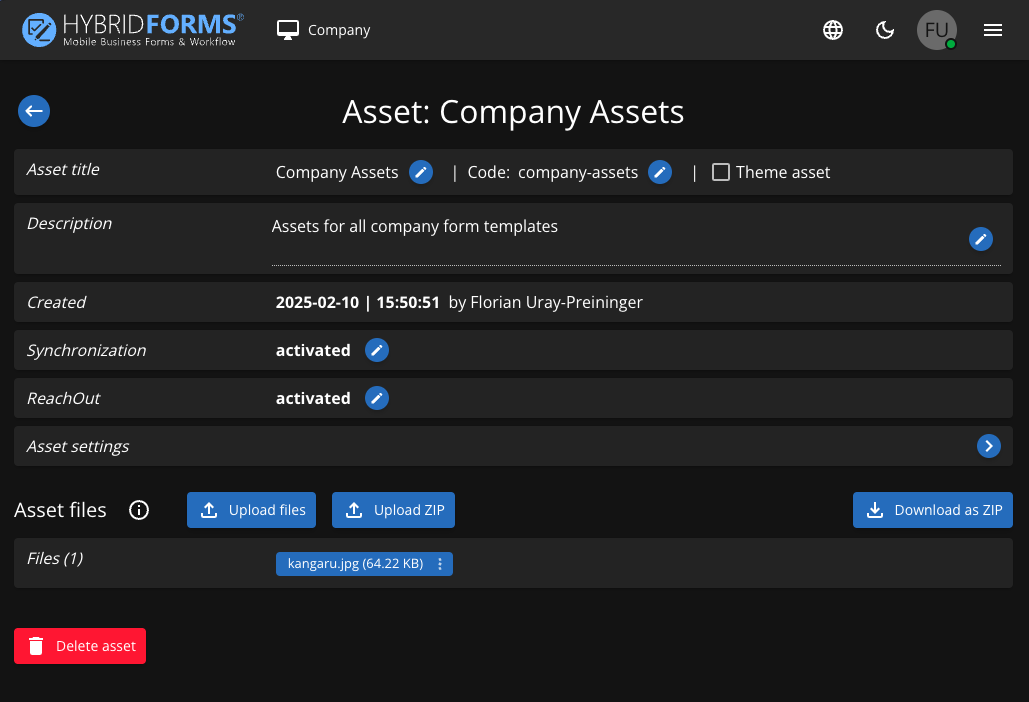 HYBRIDFORMS®
Mobile Business Forms & Workflow
Company
FU
Asset: Company Assets
Asset title
Company Assets | Code: company-assets | Theme asset
Description
Assets for all company form templates
Created
2025-02-10 | 15:50:51 by Florian Uray-Preininger
Synchronization
activated
ReachOut
activated
Asset settings
Asset files
Upload files
Upload ZIP
Download as ZIP
Files (1)
kangaru.jpg (64.22 KB)
Delete asset